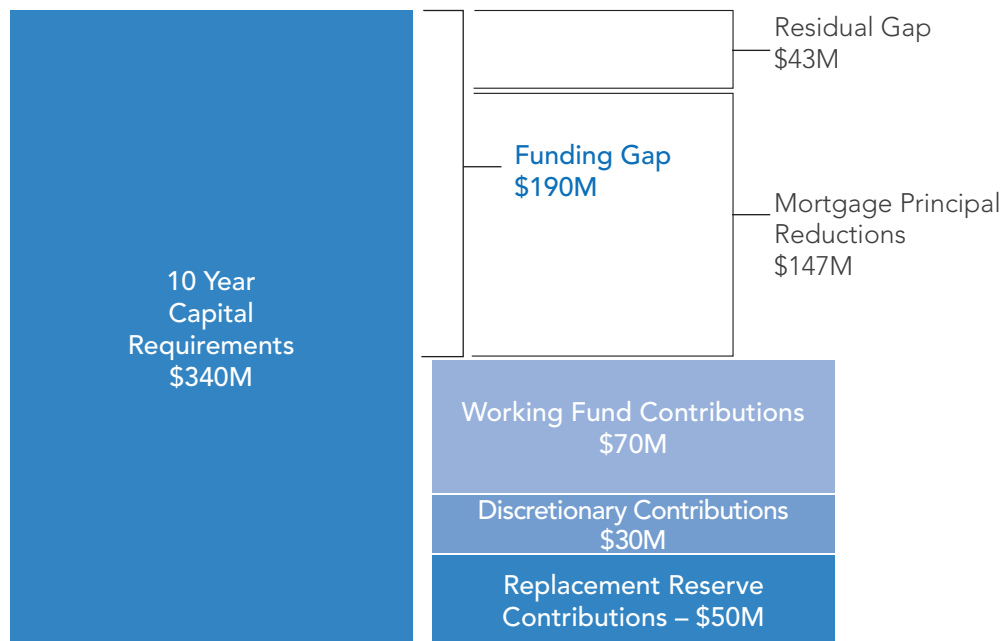 10 Year
Capital
Requirements
$340M
Funding Gap
$190M
Residual Gap
$43M
Mortgage Principal
Reductions
$147M
Working Fund Contributions
$70M
Discretionary Contributions
$30M
Replacement Reserve
Contributions – $50M